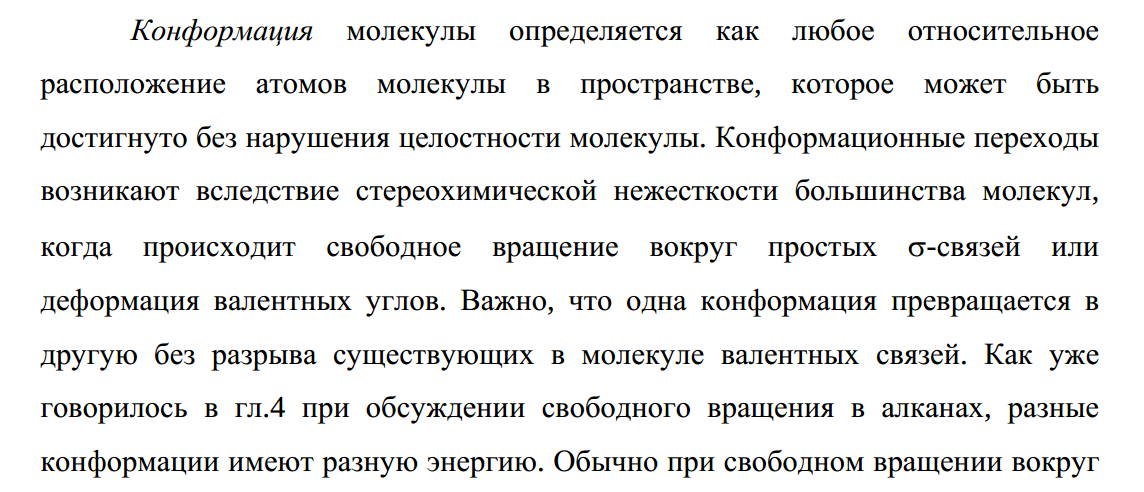 Конформация молекулы определяется как любое относительное
расположение атомов молекулы в пространстве, которое может быть
достигнуто без нарушения целостности молекулы. Конформационные переходы
возникают вследствие стереохимической нежесткости большинства молекул,
когда происходит свободное вращение вокруг простых σ-связей или
деформация валентных углов. Важно, что одна конформация превращается в
другую без разрыва существующих в молекуле валентных связей. Как уже
говорилось в гл.4 при обсуждении свободного вращения в алканах, разные
конформации имеют разную энергию. Обычно при свободном вращении вокруг